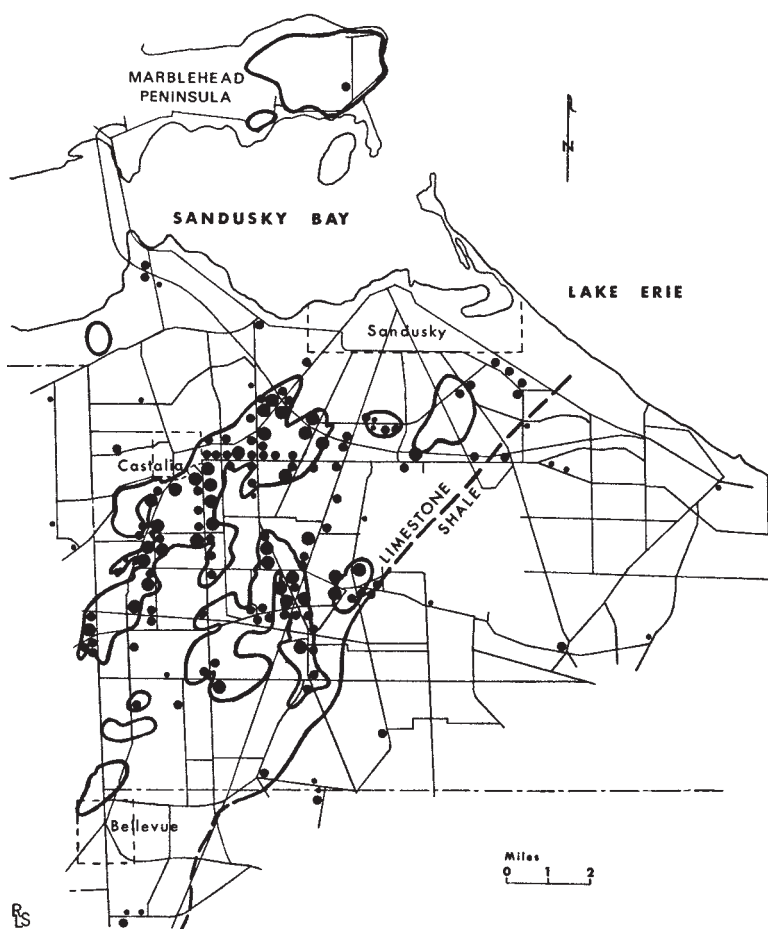 MARBLEHEAD
PENINSULA
N
SANDUSKY BAY
LAKE ERIE
Sandusky
Castalia
LIMESTONE
SHALE
Bellevue
Miles
0 1 2
RLS